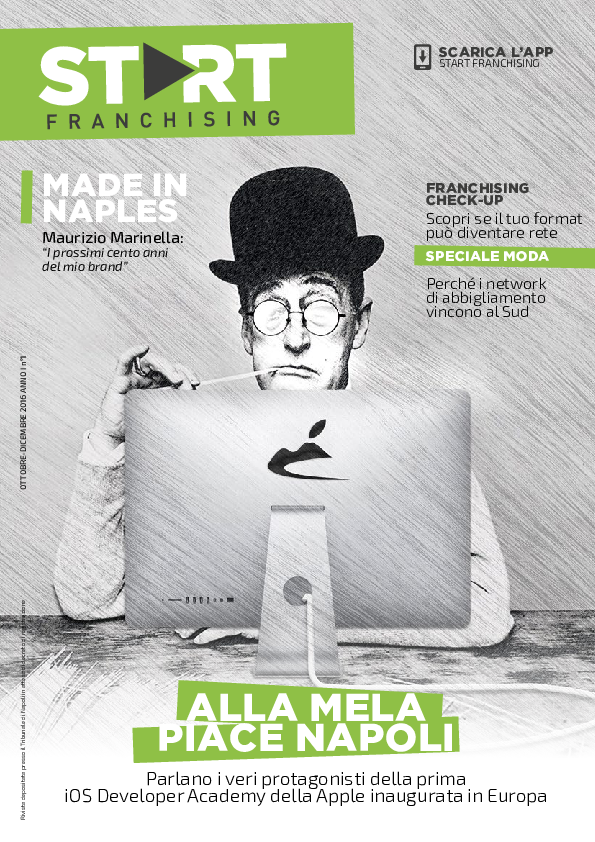 START
FRANCHISING
SCARICA L'APP
START FRANCHISING
MADE IN
NAPLES
Maurizio Marinella:
“I prossimi cento anni
del mio brand”
FRANCHISING
CHECK-UP
Scopri se il tuo format
può diventare rete
SPECIALE MODA
Perché i network
di abbigliamento
vincono al Sud
OTTOBRE-DICEMBRE 2016 ANNO I n°1
Rivista depositata presso il Tribunale di Napoli in attesa di decreto di registrazione
ALLA MELA
PIACE NAPOLI
Parlano i veri protagonisti della prima
iOS Developer Academy della Apple inaugurata in Europa